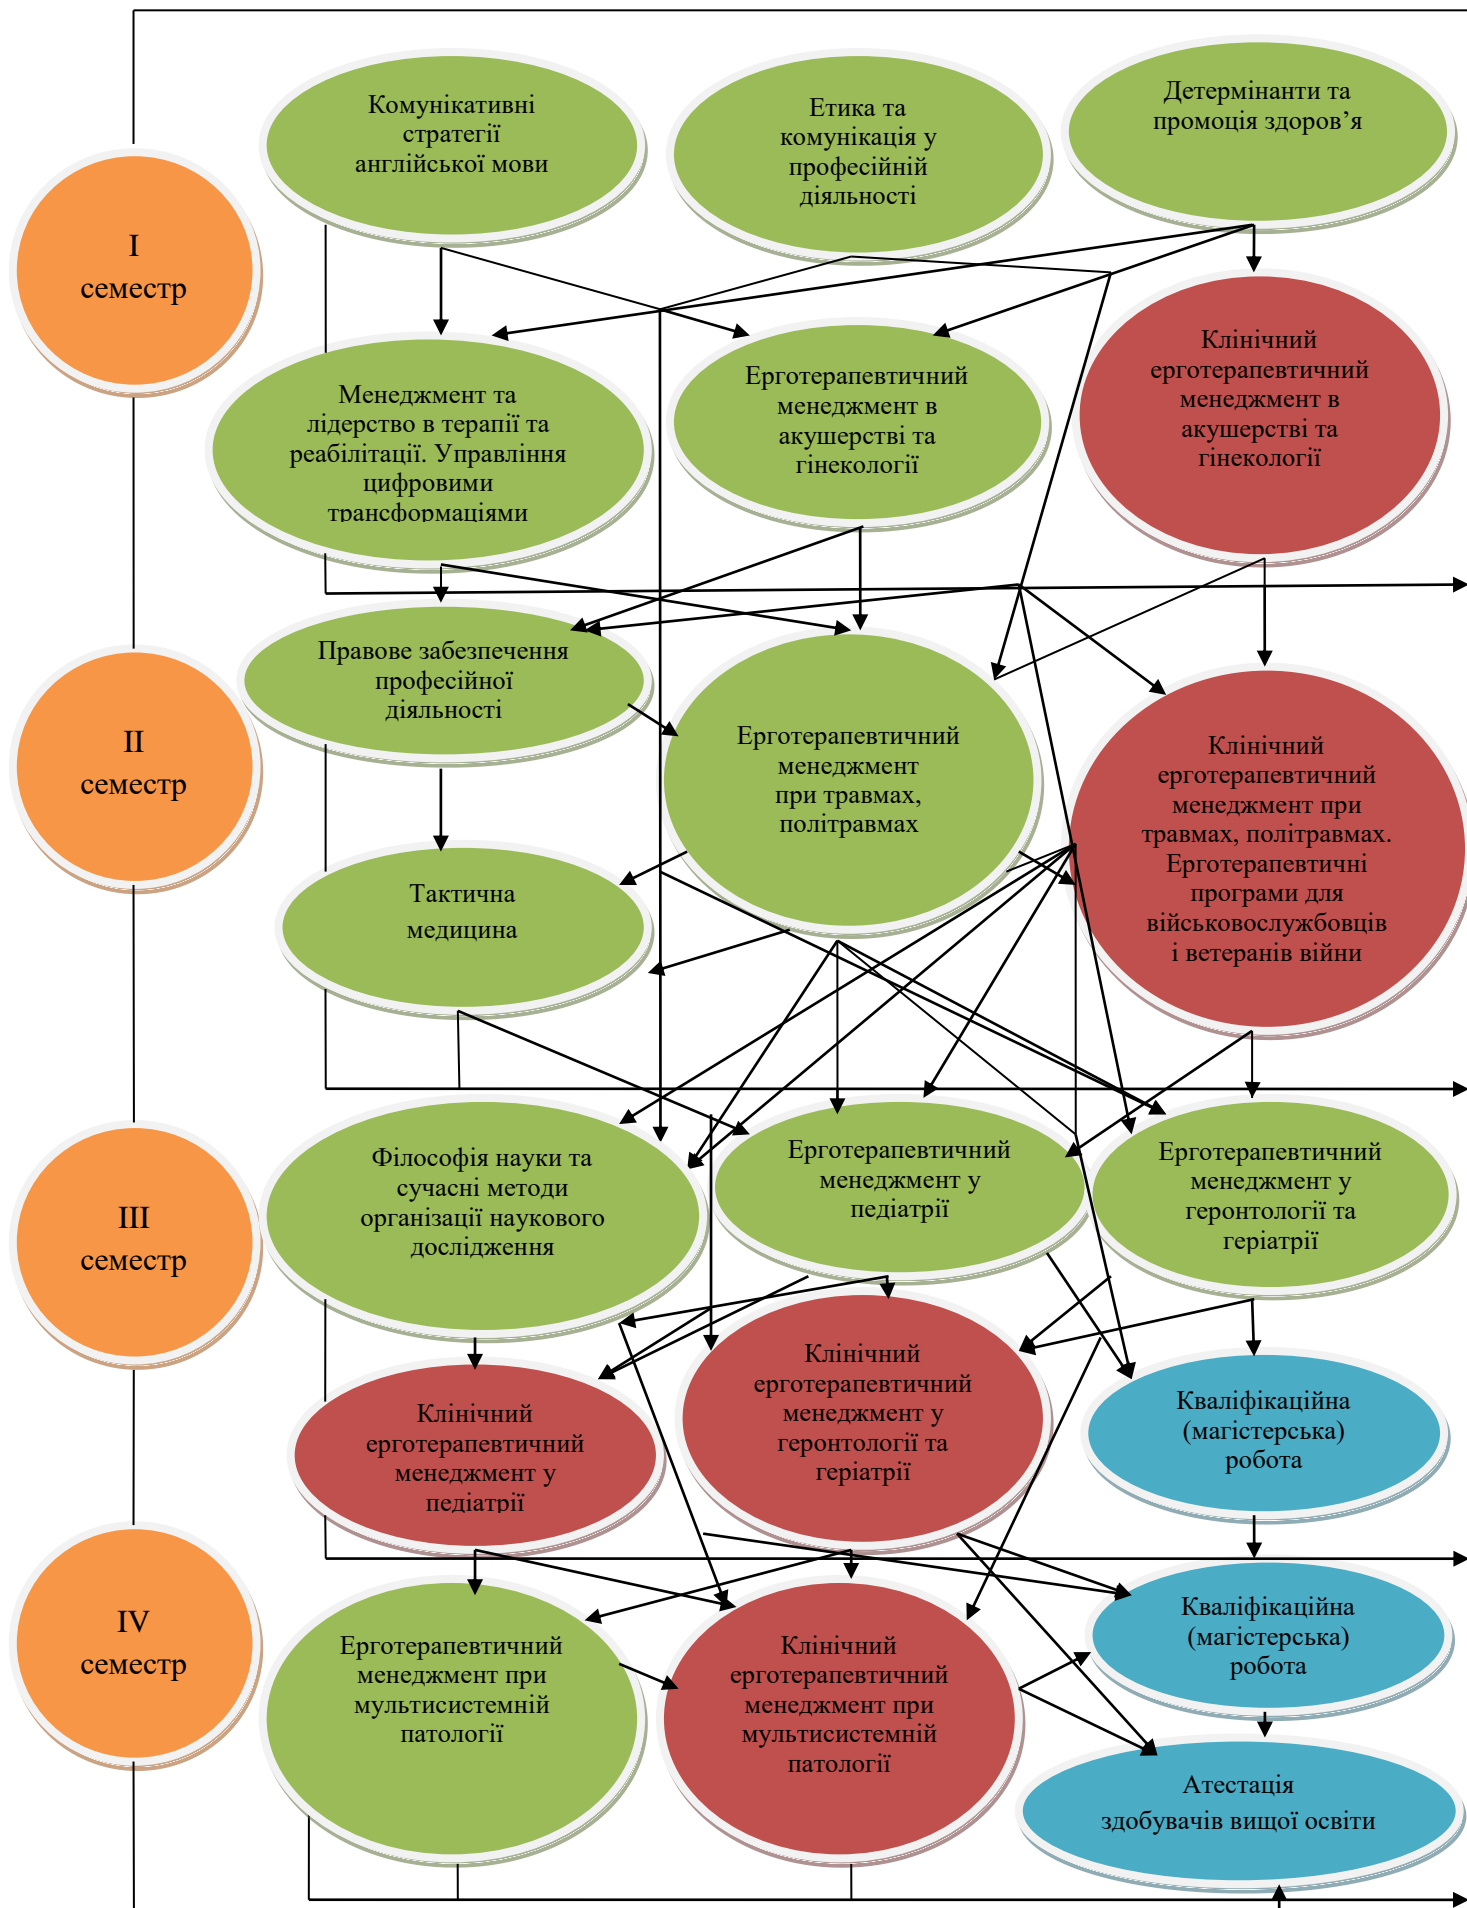 Комунікативні
стратегії
англійської мови
Етика та
комунікація у
професійній
діяльності
Детермінанти та
промоція здоров’я
І
семестр
Менеджмент та
лідерство в терапії та
реабілітації. Управління
цифровими
трансформаціями
Ерготерапевтичний
менеджмент в
акушерстві та
гінекології
Клінічний
ерготерапевтичний
менеджмент в
акушерстві та
гінекології
ІІ
семестр
Правове забезпечення
професійної
діяльності
Ерготерапевтичний
менеджмент
при травмах,
політравмах
Клінічний
ерготерапевтичний
менеджмент при
травмах, політравмах.
Ерготерапевтичні
програми для
військовослужбовців
і ветеранів війни
Тактична
медицина
ІІІ
семестр
Філософія науки та
сучасні методи
організації наукового
дослідження
Ерготерапевтичний
менеджмент у
педіатрії
Ерготерапевтичний
менеджмент у
геронтології та
геріатрії
Клінічний
ерготерапевтичний
менеджмент у
педіатрії
Клінічний
ерготерапевтичний
менеджмент у
геронтології та
геріатрії
Кваліфікаційна
(магістерська)
робота
IV
семестр
Ерготерапевтичний
менеджмент при
мультисистемній
патології
Клінічний
ерготерапевтичний
менеджмент при
мультисистемній
патології
Кваліфікаційна
(магістерська)
робота
Атестація
здобувачів вищої освіти